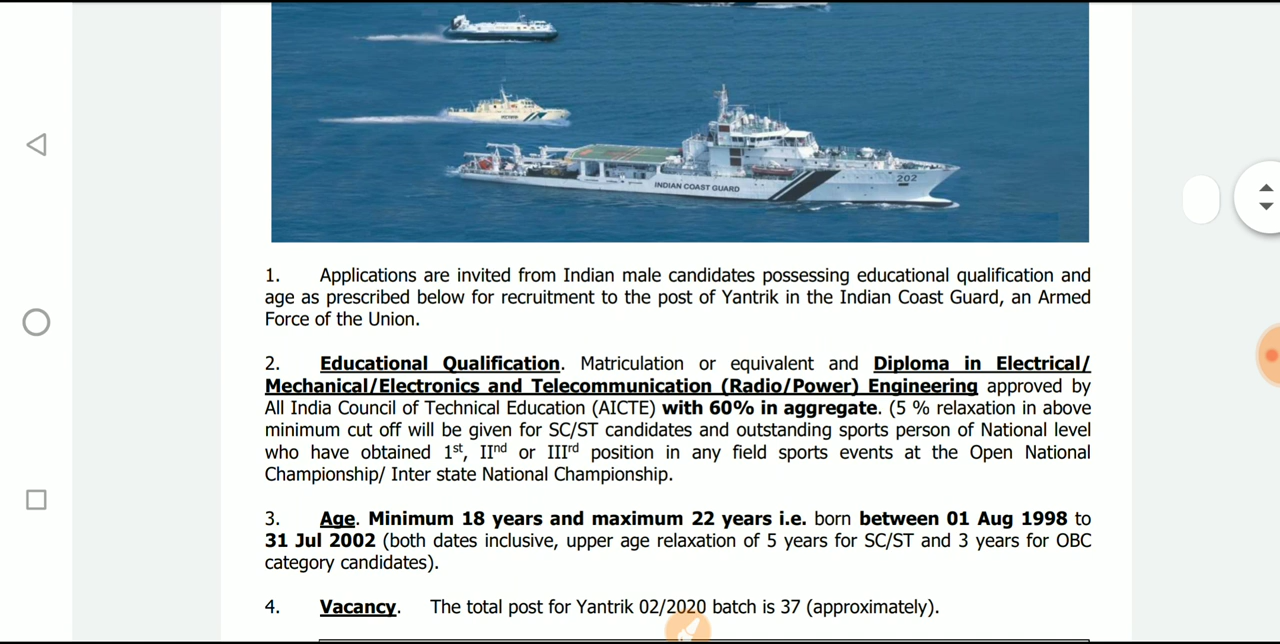 INDIAN COAST GUARD
202
1. Applications are invited from Indian male candidates possessing educational qualification and
age as prescribed below for recruitment to the post of Yantrik in the Indian Coast Guard, an Armed
Force of the Union.
2. Educational Qualification. Matriculation or equivalent and Diploma in Electrical/
Mechanical/Electronics and Telecommunication (Radio/Power) Engineering approved by
All India Council of Technical Education (AICTE) with 60% in aggregate. (5 % relaxation in above
minimum cut off will be given for SC/ST candidates and outstanding sports person of National level
who have obtained 1st, IInd or IIIrd position in any field sports events at the Open National
Championship/ Inter state National Championship.
3. Age. Minimum 18 years and maximum 22 years i.e. born between 01 Aug 1998 to
31 Jul 2002 (both dates inclusive, upper age relaxation of 5 years for SC/ST and 3 years for OBC
category candidates).
4. Vacancy. The total post for Yantrik 02/2020 batch is 37 (approximately).